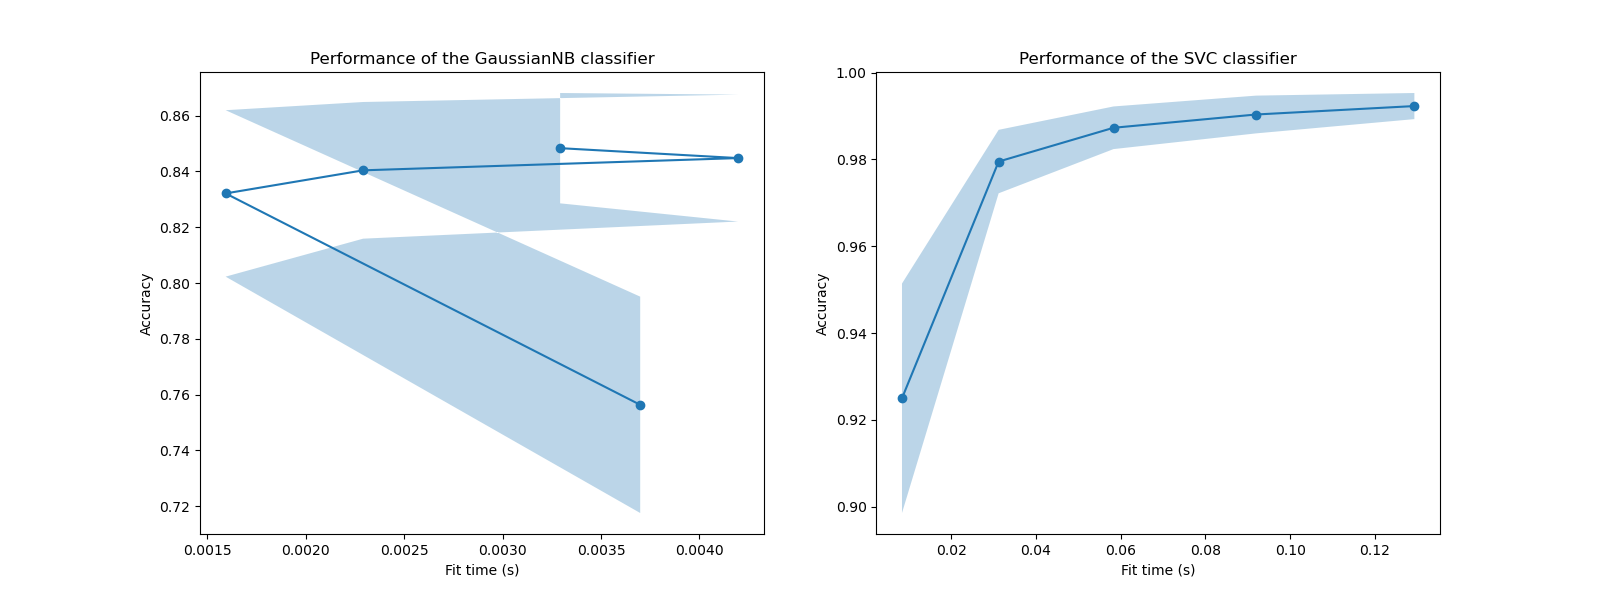 Performance of the GaussianNB classifier
0.86
0.84
0.82
0.80
0.78
0.76
0.74
0.72
Accuracy
0.0015 0.0020 0.0025 0.0030 0.0035 0.0040
Fit time (s)
Performance of the SVC classifier
1.00
0.98
0.96
0.94
0.92
0.90
Accuracy
0.02 0.04 0.06 0.08 0.10 0.12
Fit time (s)